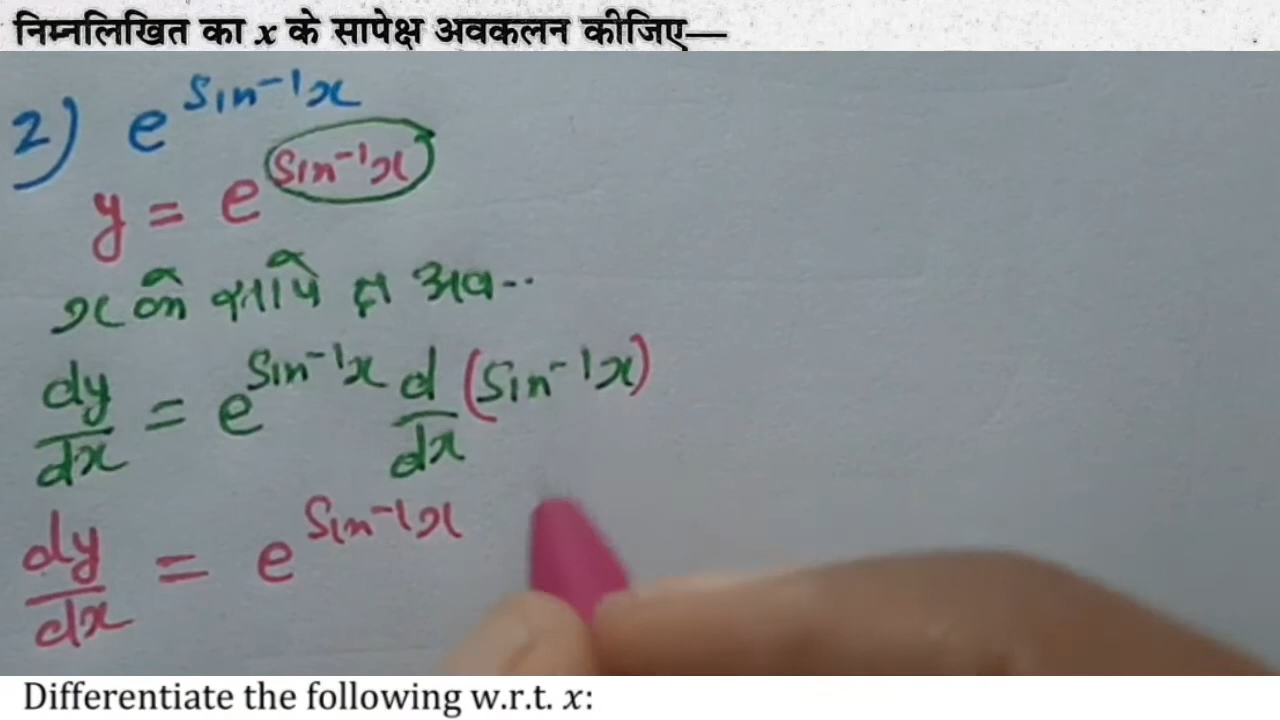 निम्नलिखित का x के सापेक्ष अवकलन कीजिए—
2) e^Sin⁻¹x
y = e^Sin⁻¹x
x के सापेक्ष अव--
dy/dx = e^Sin⁻¹x d/dx (Sin⁻¹x)
dy/dx = e^Sin⁻¹x
Differentiate the following w.r.t. x: